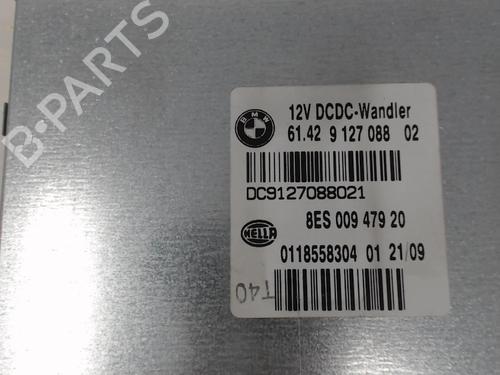 BMW
12V DCDC-Wandler
61.42 9 127 088 02
DC9127088021
8ES 009 479 20
HELLA
0118558304 01 21/09
T40
B-PARTS